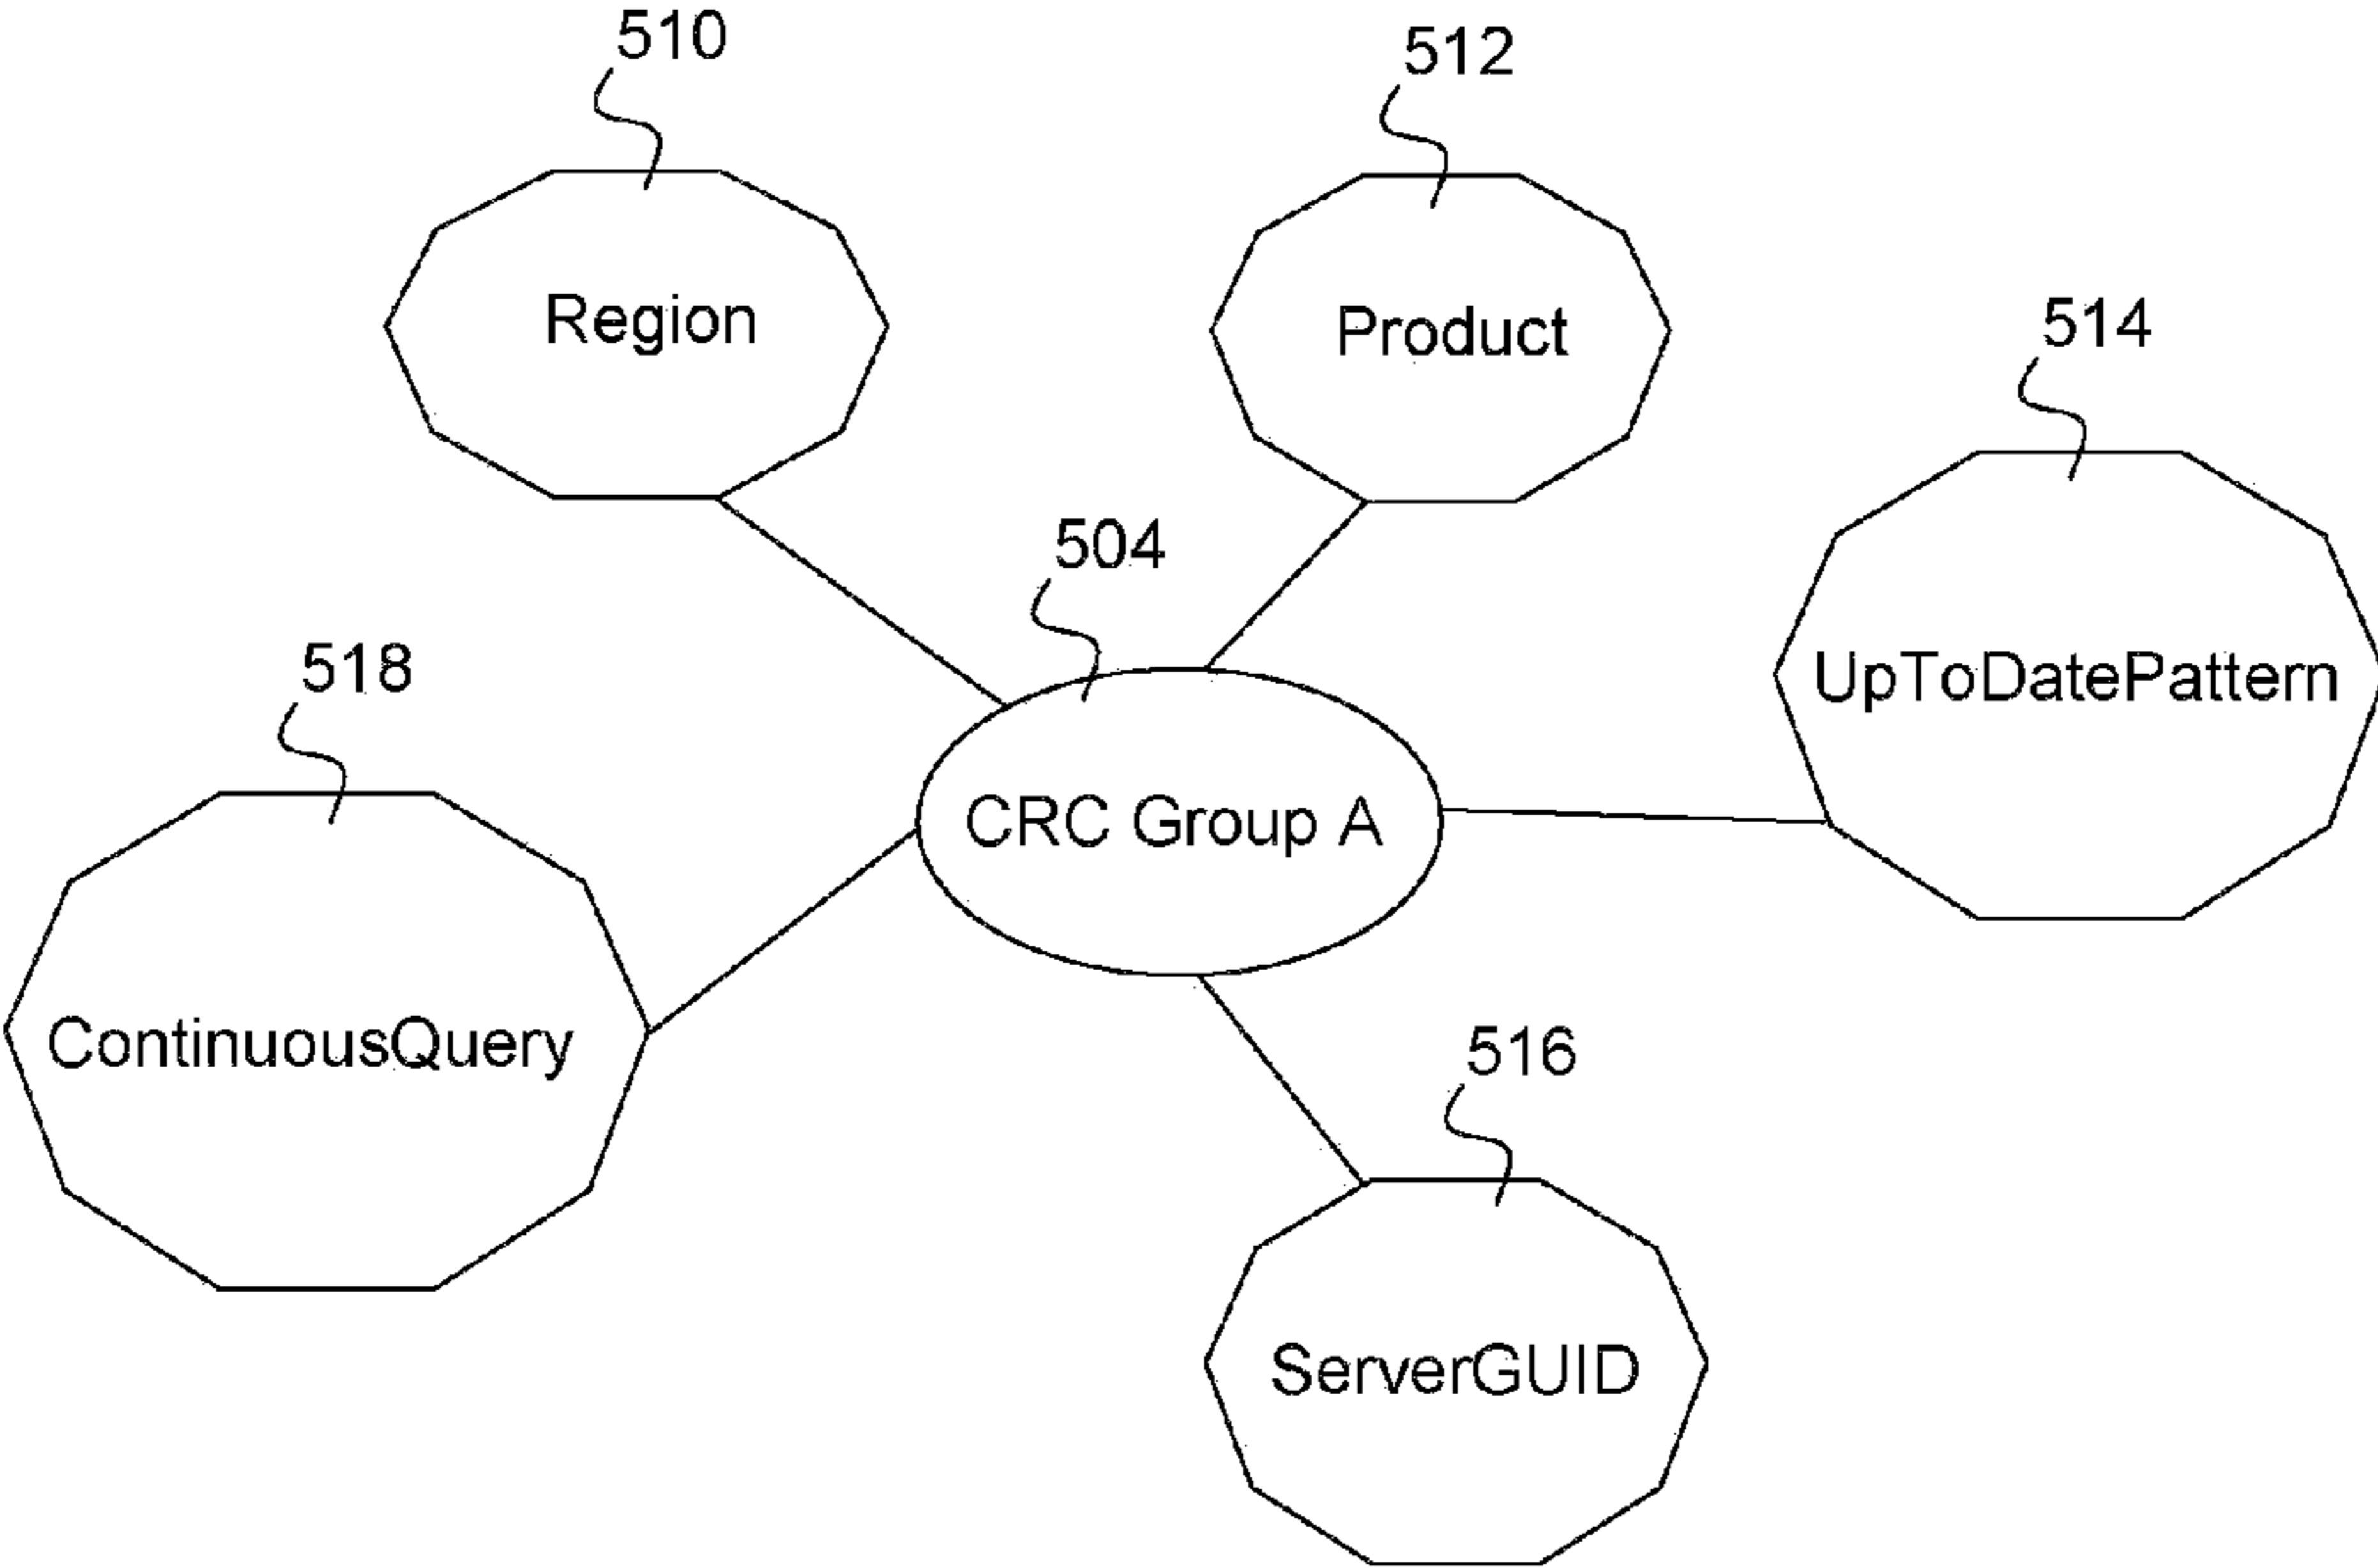 510
512
Region
Product
514
504
UpToDatePattern
518
CRC Group A
ContinuousQuery
516
ServerGUID